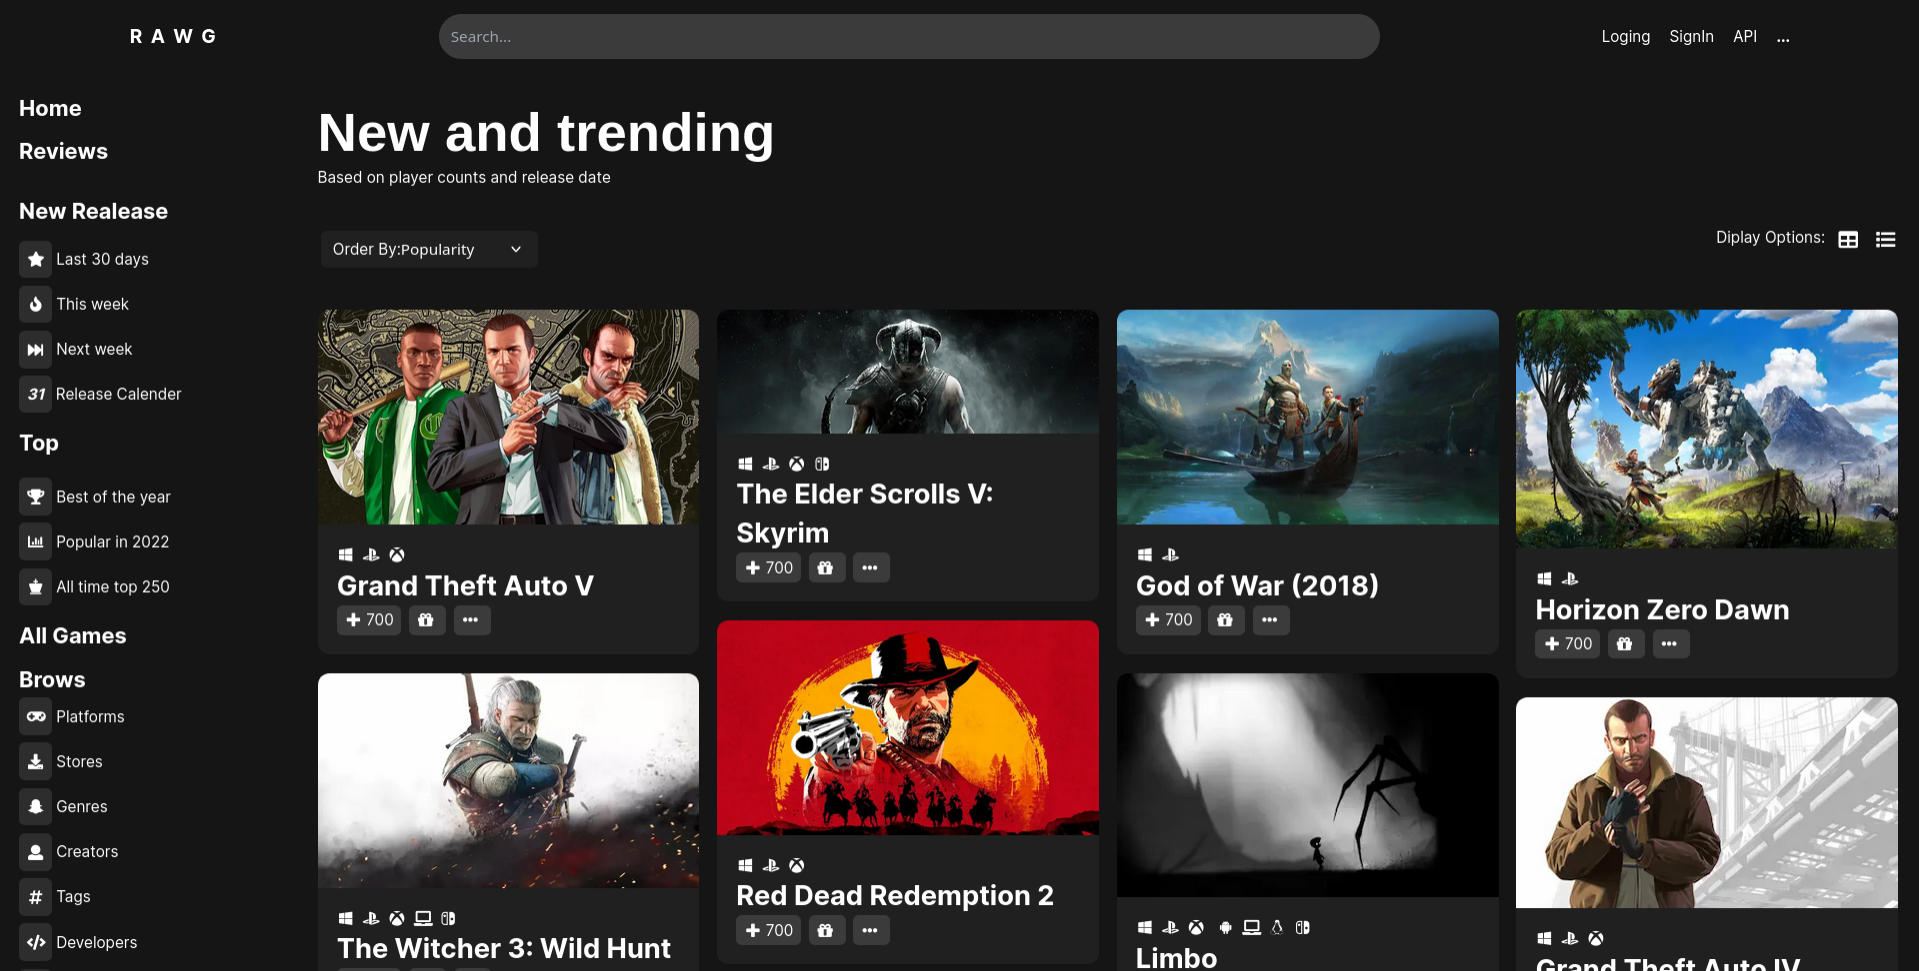 RAWG
Search...
Loging SignIn API ...
Home
Reviews
New Realease
Last 30 days
This week
Next week
31 Release Calender
Top
Best of the year
Popular in 2022
All time top 250
All Games
Brows
Platforms
Stores
Genres
Creators
Tags
Developers
New and trending
Based on player counts and release date
Order By:Popularity
Diplay Options:
Grand Theft Auto V
700
The Witcher 3: Wild Hunt
The Elder Scrolls V:
Skyrim
700
Red Dead Redemption 2
700
God of War (2018)
700
Limbo
Horizon Zero Dawn
700
Grand Theft Auto IV